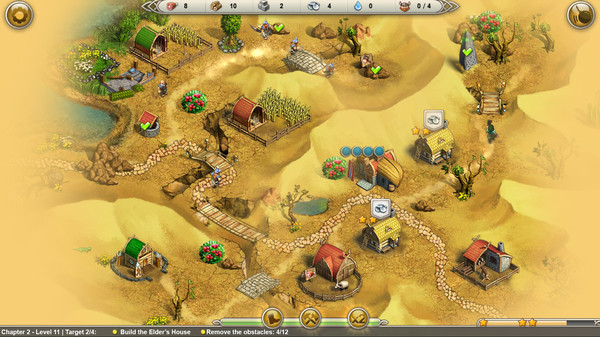 8 10 2 4 0 0 / 4
x2
Chapter 2 - Level 11 | Target 2/4: Build the Elder's House Remove the obstacles: 4/12